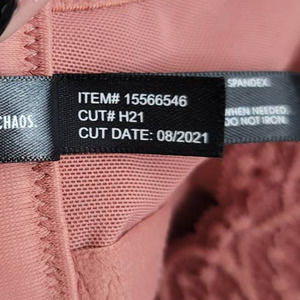 CHAOS.
ITEM# 15566546
CUT# H21
CUT DATE: 08/2021
SPANDEX
WHEN NEEDED.
DO NOT IRON.